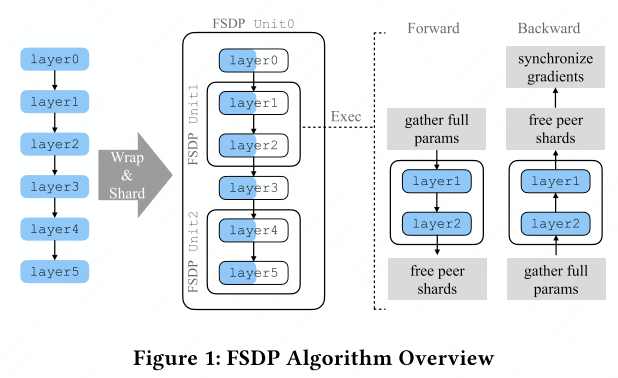 layer0
layer1
layer2
layer3
layer4
layer5
Wrap
&
Shard
FSDP Unit0
layer0
FSDP Unit1
layer1
layer2
layer3
FSDP Unit2
layer4
layer5
Exec
Forward
gather full
params
layer1
layer2
free peer
shards
Backward
synchronize
gradients
free peer
shards
layer1
layer2
gather full
params
Figure 1: FSDP Algorithm Overview